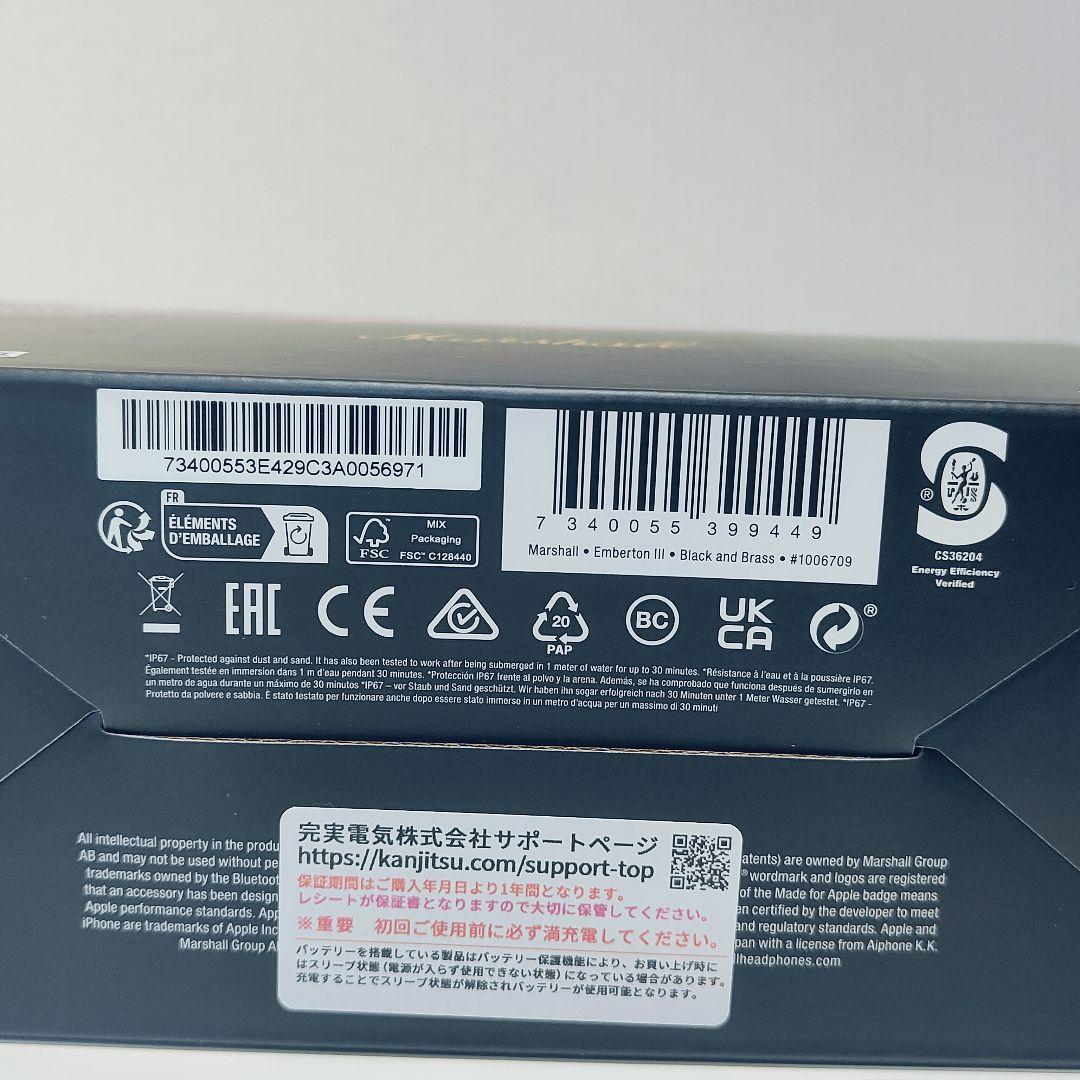 Marshall
73400553E429C3A0056971
7 340055 399449
Marshall • Emberton III • Black and Brass • #1006709
FR
ÉLÉMENTS
D'EMBALLAGE
FSC™
MIX
Packaging
FSC™ C128440
®
CS36204
Energy Efficiency
Verified
EAC
CE
20
PAP
BC
UK
CA
®
*IP67 - Protected against dust and sand. It has also been tested to work after being submerged in 1 meter of water for up to 30 minutes. *Résistance à l'eau et à la poussière IP67.
Également testée en immersion dans 1 m d'eau pendant 30 minutes. *Protección IP67 frente al polvo y la arena. Además, se ha comprobado que funciona después de sumergirlo en
un metro de agua durante un máximo de 30 minutos *IP67 – vor Staub und Sand geschützt. Wir haben ihn sogar erfolgreich nach 30 Minuten unter 1 Meter Wasser getestet. *IP67 -
Protetto da polvere e sabbia. È stato testato per funzionare anche dopo essere stato immerso in un metro d'acqua per un massimo di 30 minuti
All intellectual property in the produ
AB and may not be used without pe
trademarks owned by the Bluetoot
that an accessory has been design
Apple performance standards. App
iPhone are trademarks of Apple Inc
Marshall Group A
完実電気株式会社サポートページ
https://kanjitsu.com/support-top
保証期間はご購入年月日より1年間となります。
レシートが保証書となりますので大切に保管してください。
※重要 初回ご使用前に必ず満充電してください。
バッテリーを搭載している製品はバッテリー保護機能により、お買い上げ時に
はスリープ状態(電源が入らず使用できない状態)になっている場合があります。
充電することでスリープ状態が解除されバッテリーが使用可能となります。
atents) are owned by Marshall Group
® wordmark and logos are registered
of the Made for Apple badge means
en certified by the developer to meet
and regulatory standards. Apple and
pan with a license from Aiphone K.K.
llheadphones.com